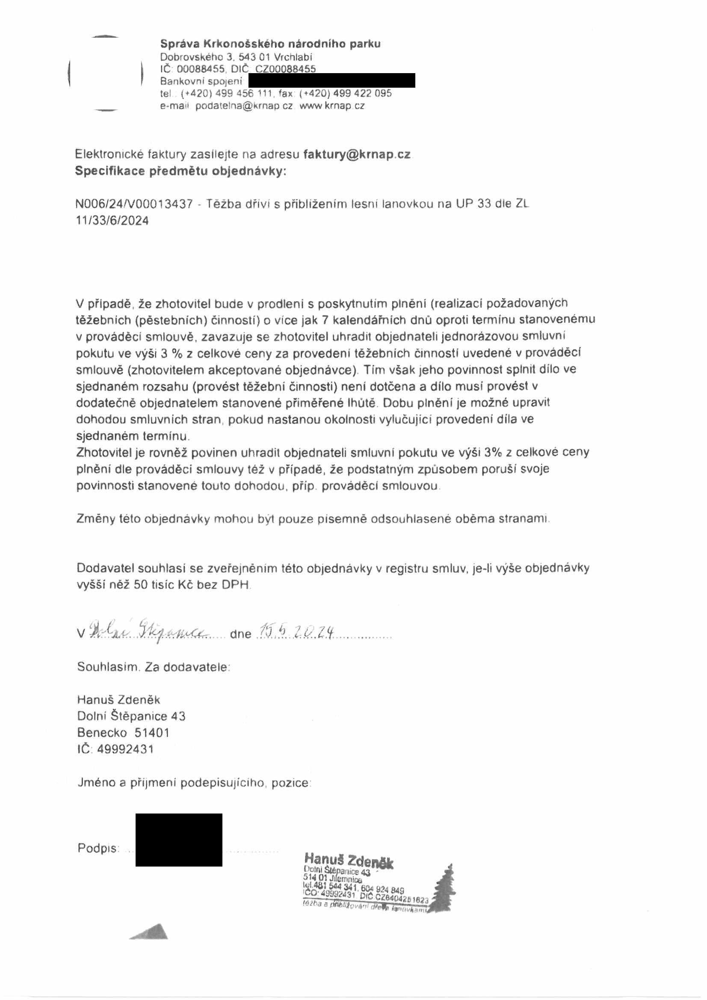 Správa Krkonošského národního parku
Dobrovského 3, 543 01 Vrchlabí
IČ: 00088455, DIČ: CZ00088455
Bankovní spojení
tel.: (+420) 499 456 111, fax: (+420) 499 422 095
e-mail podatelna@krnap.cz www.krnap.cz
Elektronické faktury zasílejte na adresu faktury@krnap.cz
Specifikace předmětu objednávky:
N006/24/V00013437 - Těžba dříví s přiblížením lesní lanovkou na UP 33 dle ZL
11/33/6/2024
V případě, že zhotovitel bude v prodlení s poskytnutím plnění (realizací požadovaných
těžebních (pěstebních) činností) o více jak 7 kalendářních dnů oproti termínu stanovenému
v prováděcí smlouvě, zavazuje se zhotovitel uhradit objednateli jednorázovou smluvní
pokutu ve výši 3 % z celkové ceny za provedení těžebních činností uvedené v prováděcí
smlouvě (zhotovitelem akceptované objednávce). Tím však jeho povinnost splnit dílo ve
sjednaném rozsahu (provést těžební činnosti) není dotčena a dílo musí provést v
dodatečně objednatelem stanovené přiměřené lhůtě. Dobu plnění je možné upravit
dohodou smluvních stran, pokud nastanou okolnosti vylučující provedení díla ve
sjednaném termínu.
Zhotovitel je rovněž povinen uhradit objednateli smluvní pokutu ve výši 3% z celkové ceny
plnění dle prováděcí smlouvy též v případě, že podstatným způsobem poruší svoje
povinnosti stanovené touto dohodou, příp. prováděcí smlouvou.
Změny této objednávky mohou být pouze písemně odsouhlasené oběma stranami.
Dodavatel souhlasí se zveřejněním této objednávky v registru smluv, je-li výše objednávky
vyšší něž 50 tisíc Kč bez DPH.
V Dolní Štěpanice dne 15.5.2024
Souhlasím. Za dodavatele:
Hanuš Zdeněk
Dolní Štěpanice 43
Benecko 51401
IČ: 49992431
Jméno a příjmení podepisujícího, pozice:
Podpis:
Hanuš Zdeněk
Dolní Štěpanice 43
514 01 Jilemnice
tel.481 544 341, 604 924 849
IČO: 49992431 DIČ:CZ6404251623
těžba a přibližování dřeva lanovkami